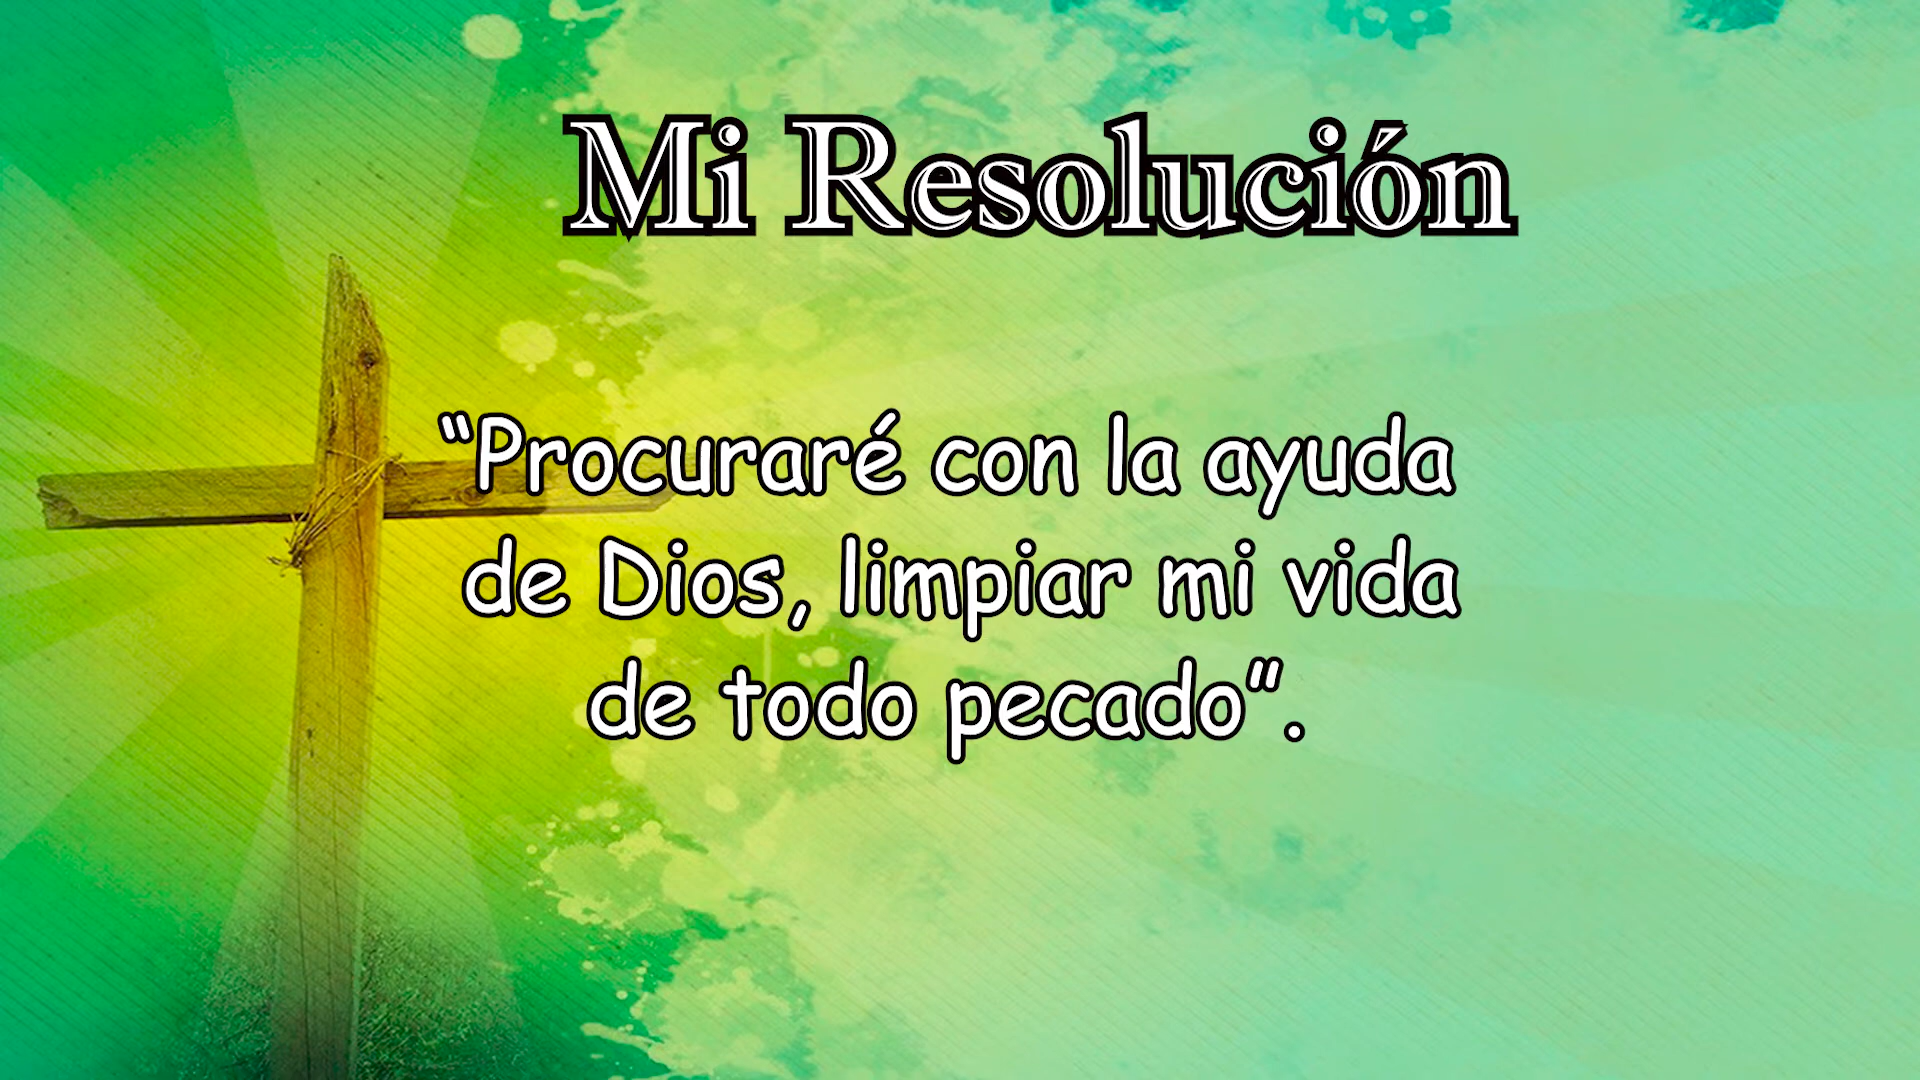 Mi Resolución
“Procuraré con la ayuda
de Dios, limpiar mi vida
de todo pecado”.